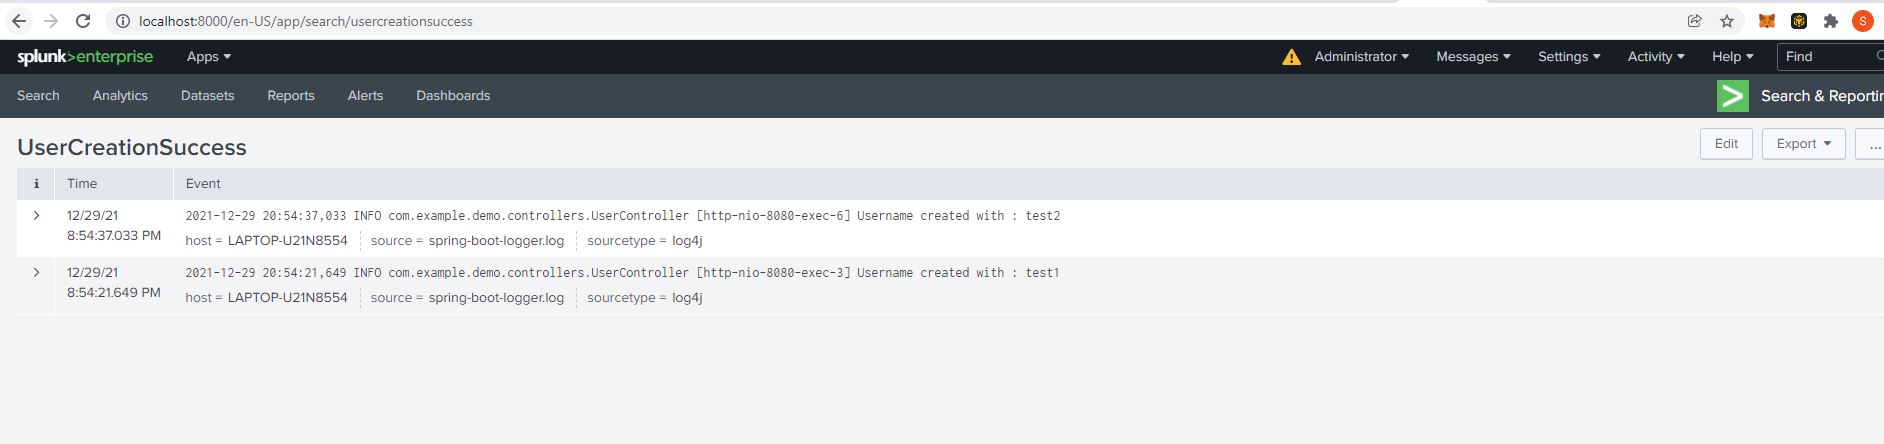 localhost:8000/en-US/app/search/usercreationsuccess
S
splunk>enterprise Apps Administrator Messages Settings Activity Help Find
Search Analytics Datasets Reports Alerts Dashboards Search & Reportin
UserCreationSuccess Edit Export ...
i Time Event
12/29/21 2021-12-29 20:54:37,033 INFO com.example.demo.controllers.UserController [http-nio-8080-exec-6] Username created with : test2
8:54:37.033 PM host = LAPTOP-U21N8554 source = spring-boot-logger.log sourcetype = log4j
12/29/21 2021-12-29 20:54:21,649 INFO com.example.demo.controllers.UserController [http-nio-8080-exec-3] Username created with : test1
8:54:21.649 PM host = LAPTOP-U21N8554 source = spring-boot-logger.log sourcetype = log4j